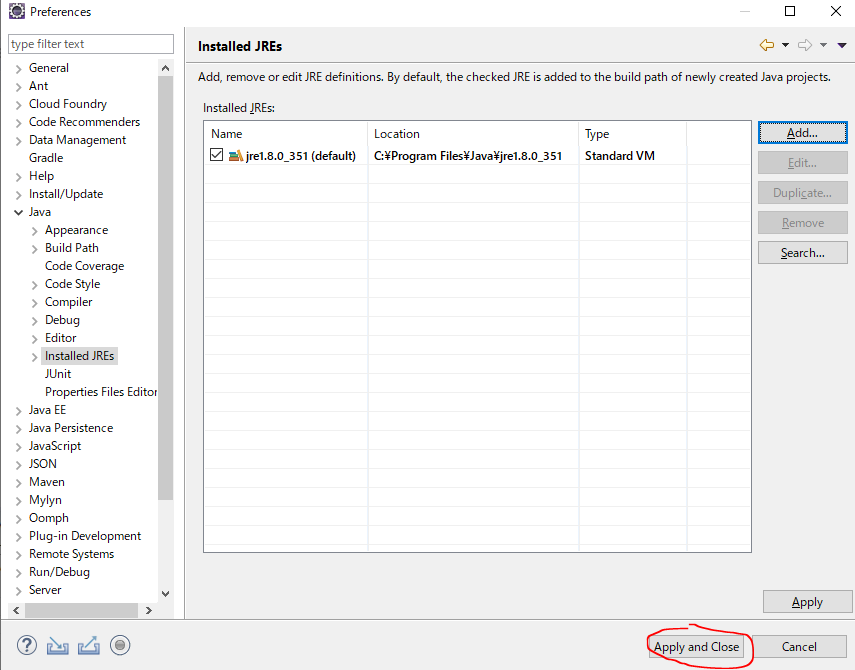 Preferences
type filter text
General
Ant
Cloud Foundry
Code Recommenders
Data Management
Gradle
Help
Install/Update
Java
Appearance
Build Path
Code Coverage
Code Style
Compiler
Debug
Editor
Installed JREs
JUnit
Properties Files Editor
Java EE
Java Persistence
JavaScript
JSON
Maven
Mylyn
Oomph
Plug-in Development
Remote Systems
Run/Debug
Server
Installed JREs
Add, remove or edit JRE definitions. By default, the checked JRE is added to the build path of newly created Java projects.
Installed JREs:
Name Location Type
jre1.8.0_351 (default) C:¥Program Files¥Java¥jre1.8.0_351 Standard VM
Add...
Edit...
Duplicate...
Remove
Search...
Apply
? Apply and Close Cancel